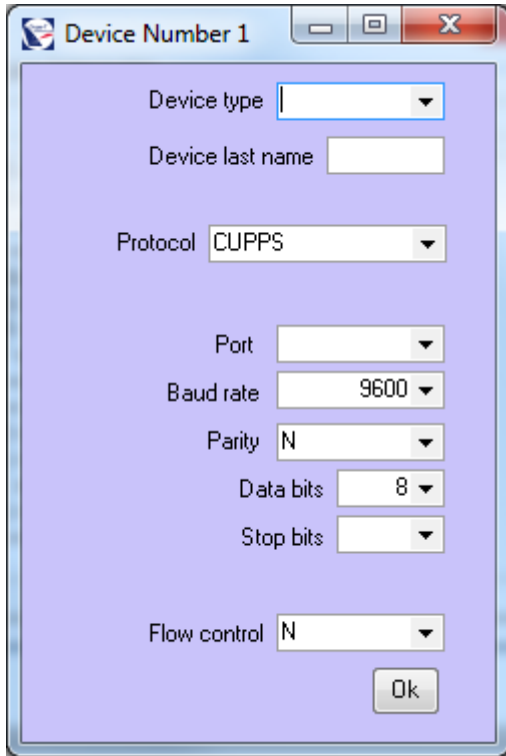 Device Number 1
Device type
Device last name
Protocol CUPPS
Port
Baud rate 9600
Parity N
Data bits 8
Stop bits
Flow control N
Ok